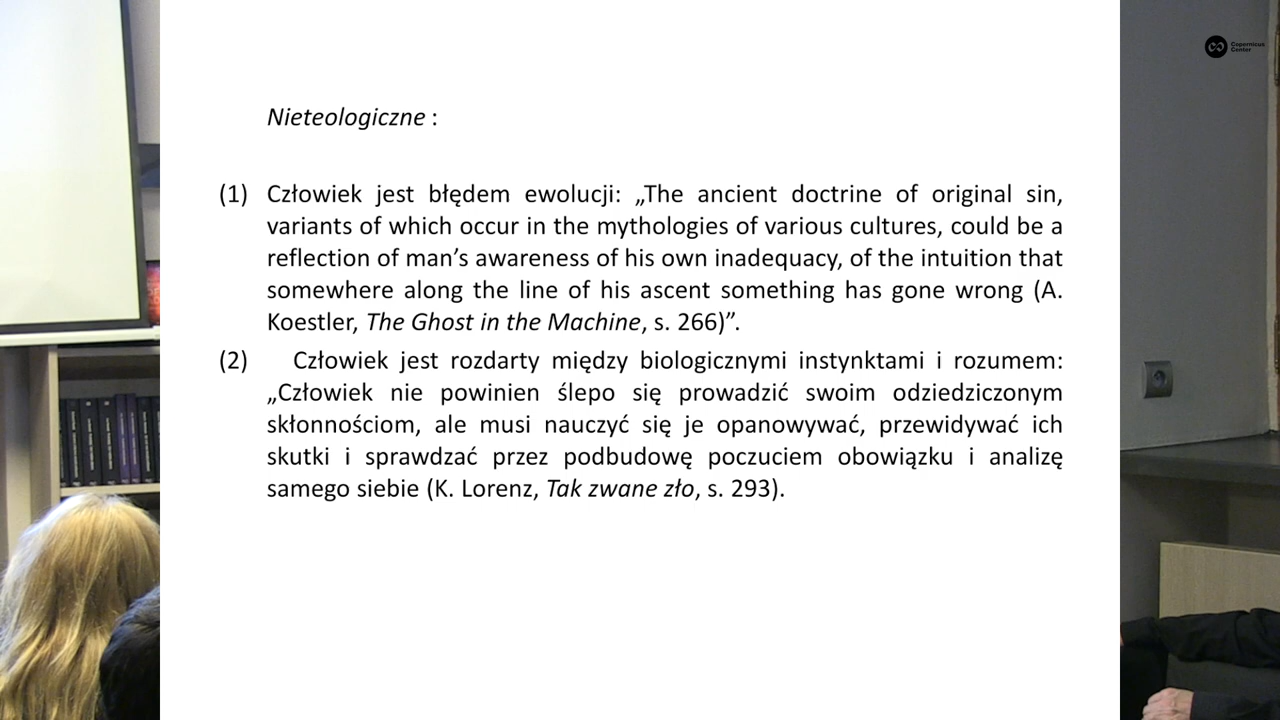 Copernicus
Center
Nieteologiczne :
(1) Człowiek jest błędem ewolucji: „The ancient doctrine of original sin,
variants of which occur in the mythologies of various cultures, could be a
reflection of man’s awareness of his own inadequacy, of the intuition that
somewhere along the line of his ascent something has gone wrong (A.
Koestler, The Ghost in the Machine, s. 266)”.
(2) Człowiek jest rozdarty między biologicznymi instynktami i rozumem:
„Człowiek nie powinien ślepo się prowadzić swoim odziedziczonym
skłonnościom, ale musi nauczyć się je opanowywać, przewidywać ich
skutki i sprawdzać przez podbudowę poczuciem obowiązku i analizę
samego siebie (K. Lorenz, Tak zwane zło, s. 293).